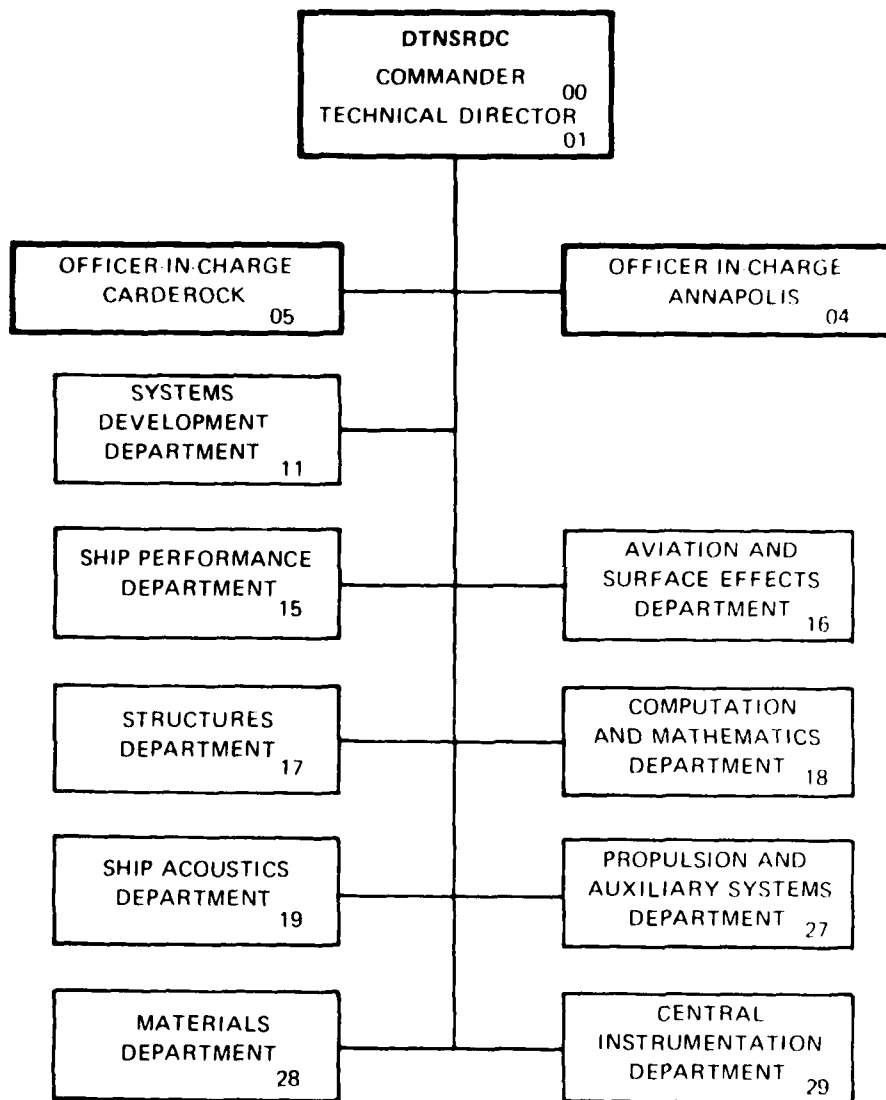 DTNSRDC
COMMANDER
00
TECHNICAL DIRECTOR
01
OFFICER-IN-CHARGE
CARDEROCK
05
OFFICER IN CHARGE
ANNAPOLIS
04
SYSTEMS
DEVELOPMENT
DEPARTMENT
11
SHIP PERFORMANCE
DEPARTMENT
15
AVIATION AND
SURFACE EFFECTS
DEPARTMENT
16
STRUCTURES
DEPARTMENT
17
COMPUTATION
AND MATHEMATICS
DEPARTMENT
18
SHIP ACOUSTICS
DEPARTMENT
19
PROPULSION AND
AUXILIARY SYSTEMS
DEPARTMENT
27
MATERIALS
DEPARTMENT
28
CENTRAL
INSTRUMENTATION
DEPARTMENT
29